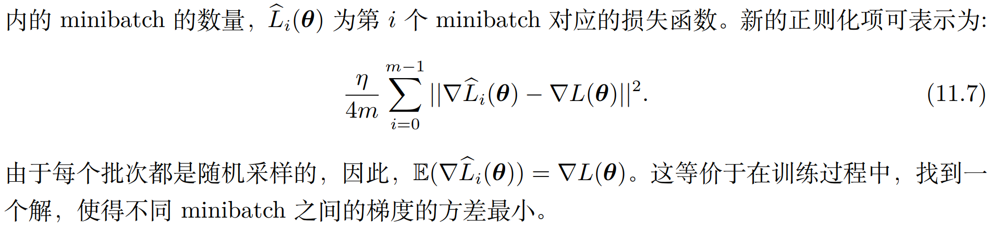 内的 minibatch 的数量，$\widehat{L}_i(\boldsymbol{\theta})$ 为第 $i$ 个 minibatch 对应的损失函数。新的正则化项可表示为:
$$\frac{\eta}{4m} \sum_{i=0}^{m-1} ||\nabla \widehat{L}_i(\boldsymbol{\theta}) - \nabla L(\boldsymbol{\theta})||^2. \quad (11.7)$$
由于每个批次都是随机采样的，因此，$\mathbb{E}(\nabla \widehat{L}_i(\boldsymbol{\theta})) = \nabla L(\boldsymbol{\theta})$。这等价于在训练过程中，找到一
个解，使得不同 minibatch 之间的梯度的方差最小。